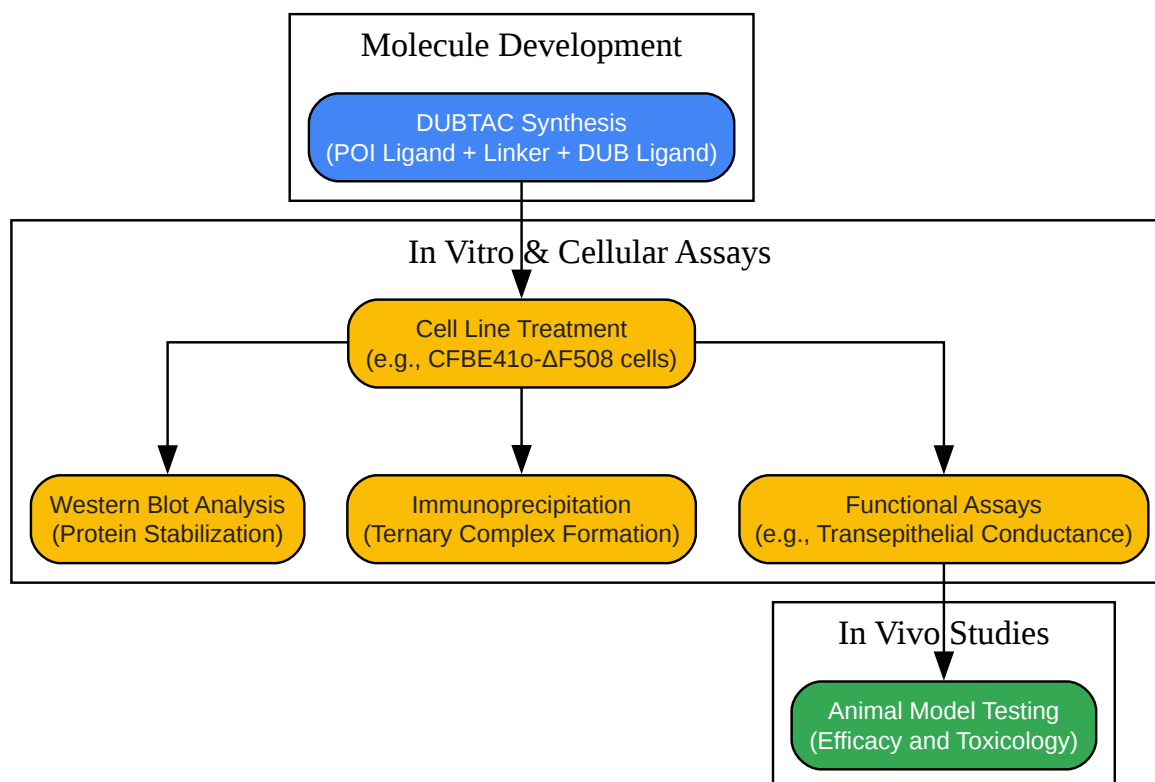 Molecule Development
DUBTAC Synthesis
(POI Ligand + Linker + DUB Ligand)
In Vitro & Cellular Assays
Cell Line Treatment
(e.g., CFBE41o-ΔF508 cells)
Western Blot Analysis
(Protein Stabilization)
Immunoprecipitation
(Ternary Complex Formation)
Functional Assays
(e.g., Transepithelial Conductance)
In Vivo Studies
Animal Model Testing
(Efficacy and Toxicology)